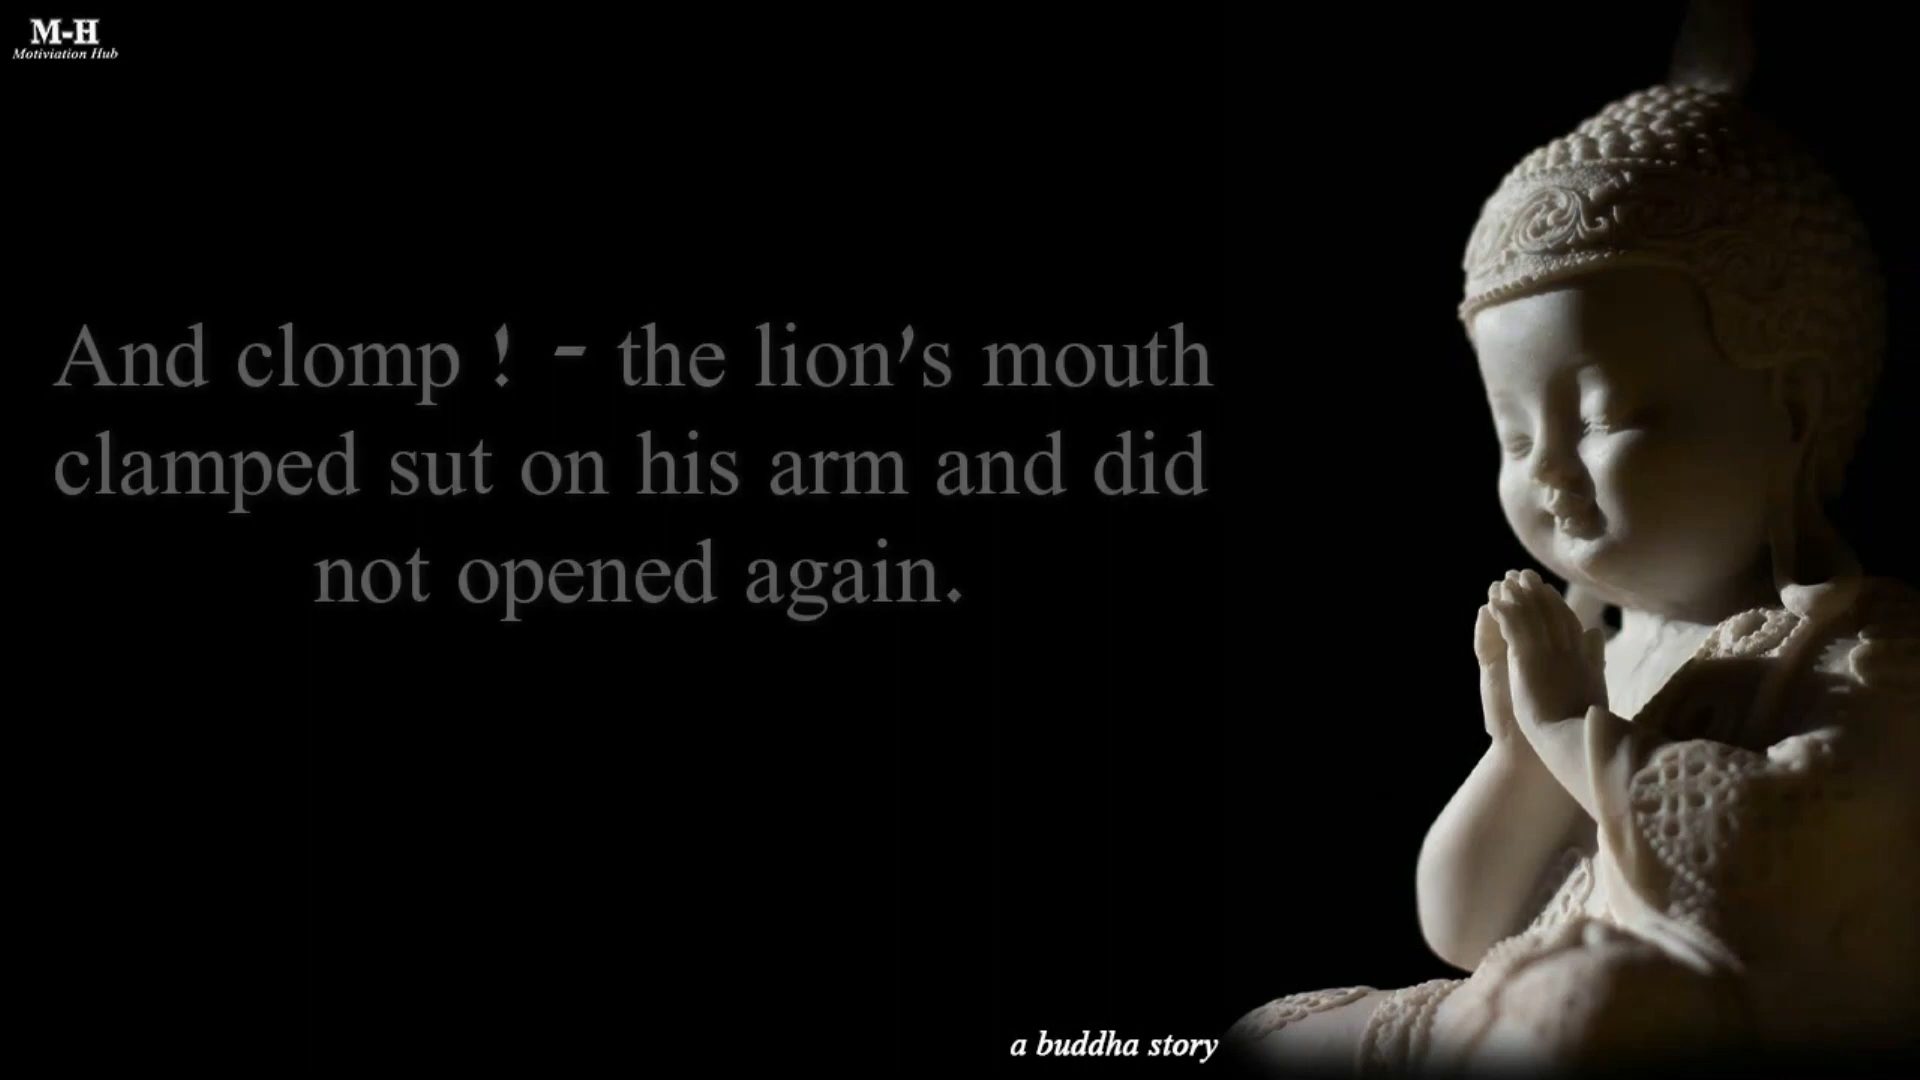 M-H
Motiviation Hub
And clomp ! - the lion's mouth
clamped sut on his arm and did
not opened again.
a buddha story